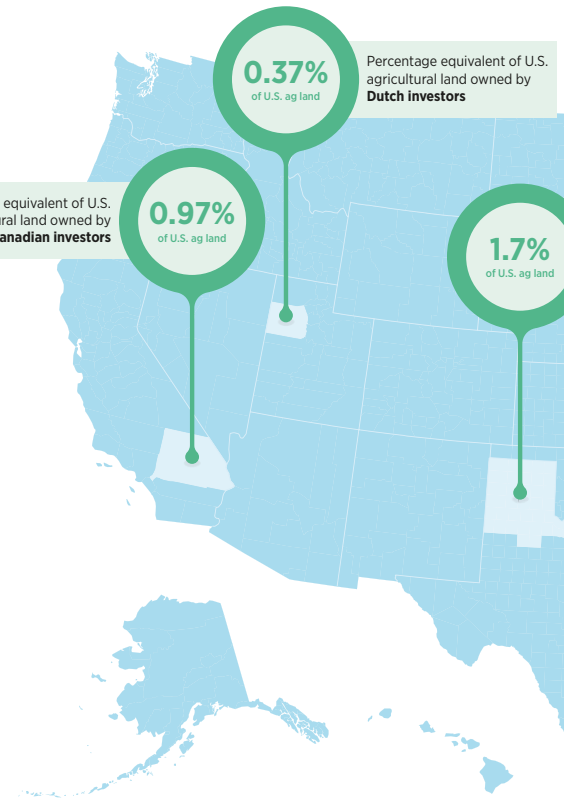 0.37%
of U.S. ag land
Percentage equivalent of U.S.
agricultural land owned by
Dutch investors
equivalent of U.S.
land owned by
investors
0.97%
of U.S. ag land
1.7%
of U.S. ag land